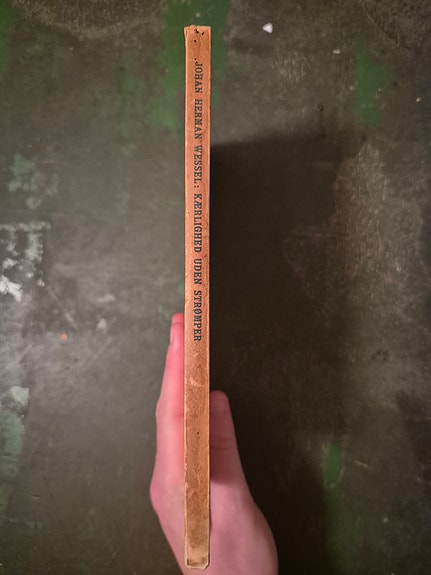 JOHAN HERMAN WESSEL: KÆRLIGHED UDEN STRØMPER